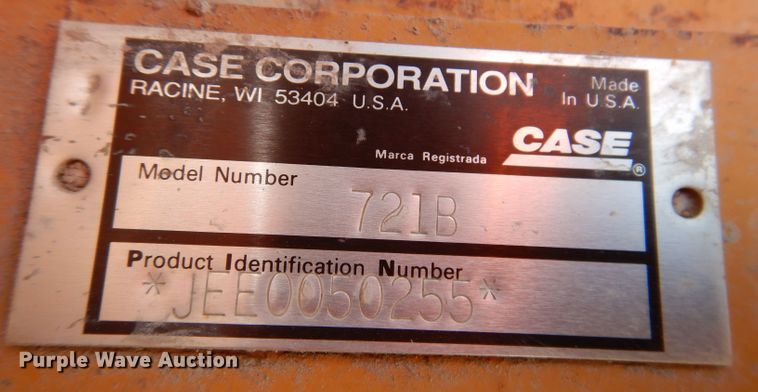 CASE CORPORATION
RACINE, WI 53404 U.S.A.
Made
In U.S.A.
Marca Registrada
CASE®
Model Number
721B
Product Identification Number
*JEE0050255*
Purple Wave Auction